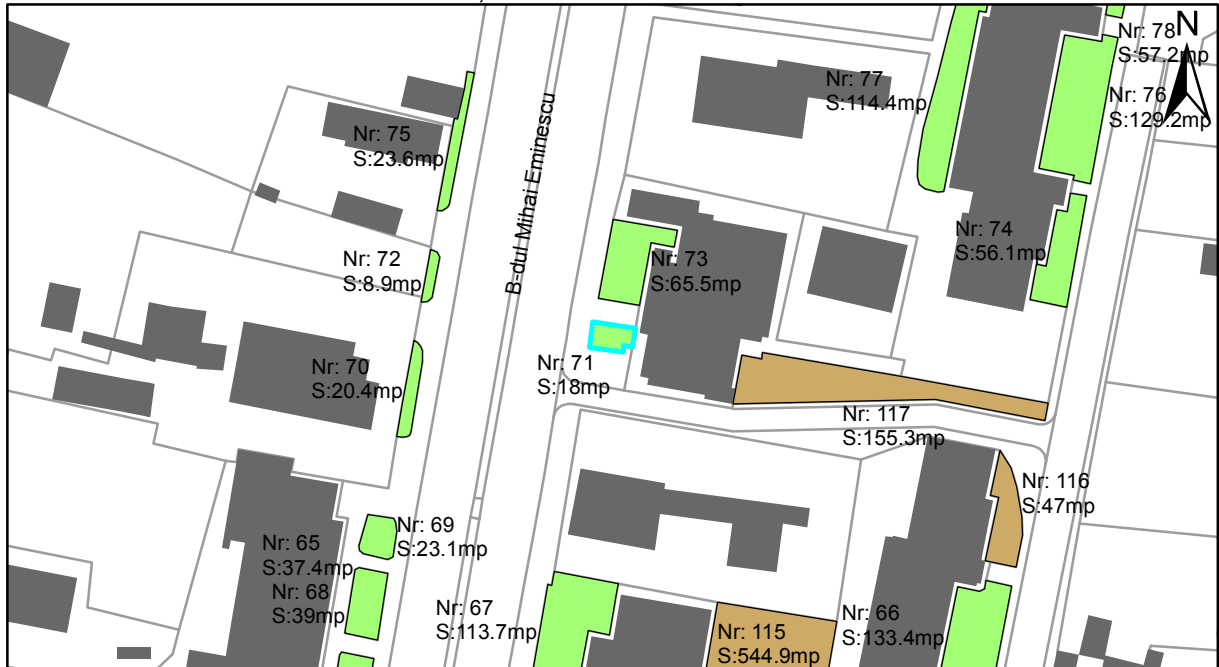 N
Nr: 78
S:57.2mp
Nr: 77
S:114.4mp
Nr: 76
S:129.2mp
Nr: 75
S:23.6mp
B-dul Mihai Eminescu
Nr: 74
S:56.1mp
Nr: 72
S:8.9mp
Nr: 73
S:65.5mp
Nr: 71
S:18mp
Nr: 70
S:20.4mp
Nr: 117
S:155.3mp
Nr: 116
S:47mp
Nr: 69
S:23.1mp
Nr: 65
S:37.4mp
Nr: 68
S:39mp
Nr: 67
S:113.7mp
Nr: 66
S:133.4mp
Nr: 115
S:544.9mp